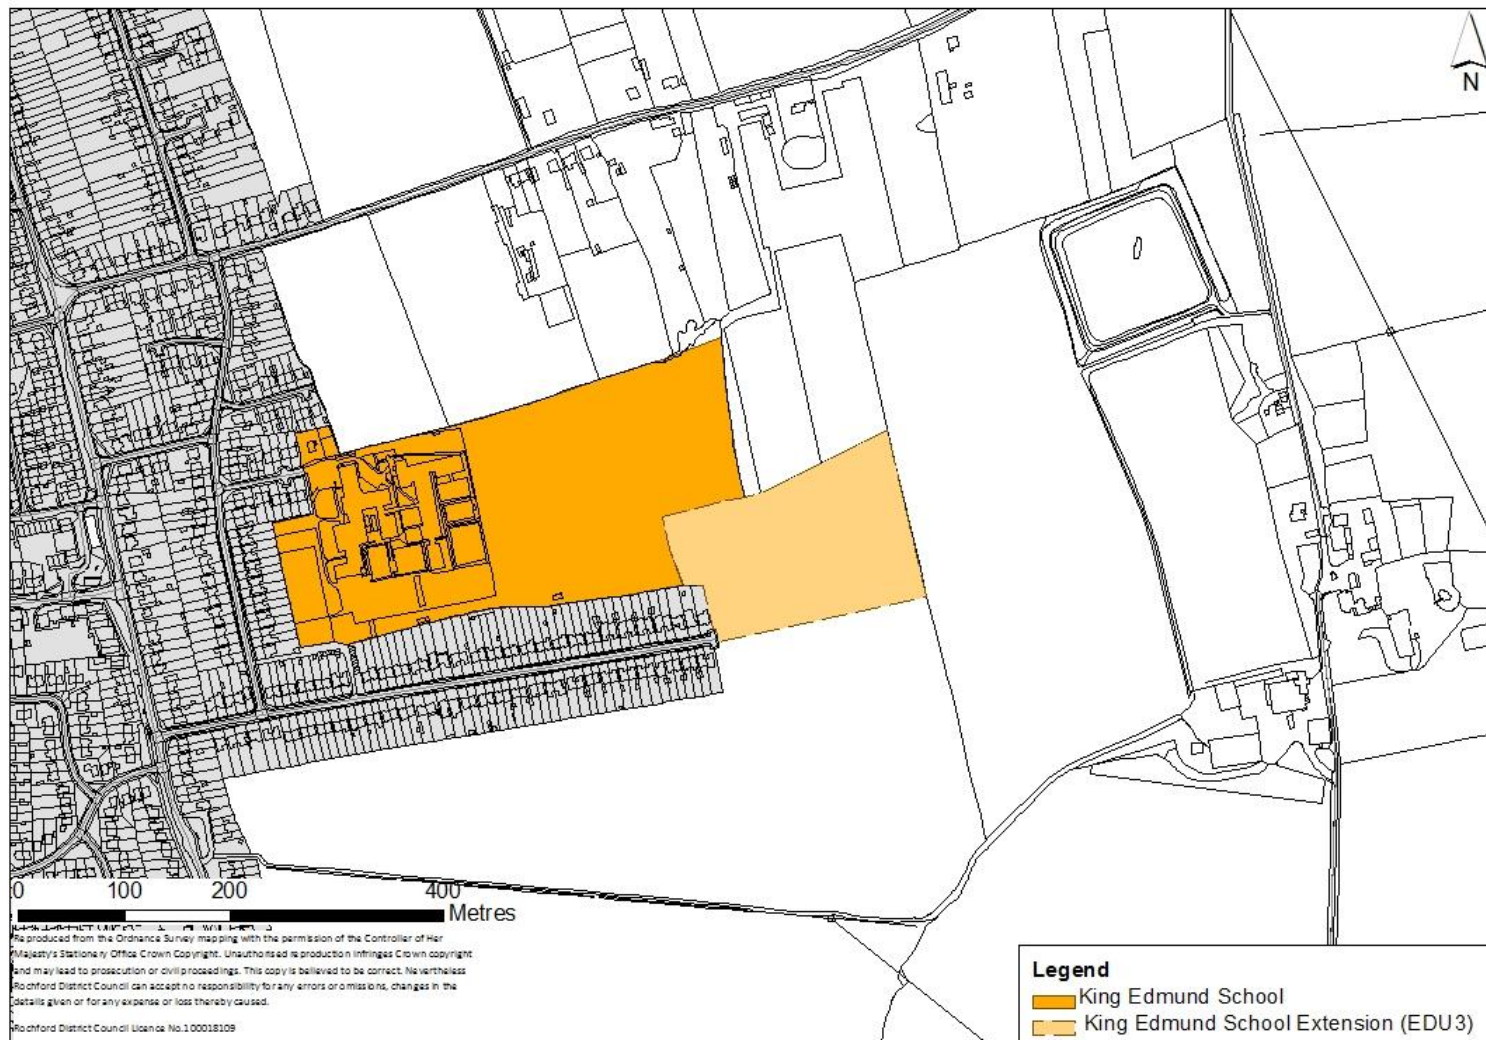 N
0 100 200 400
Metres
Reproduced from the Ordnance Survey mapping with the permission of the Controller of Her
Majesty's Stationery Office Crown Copyright. Unauthorised reproduction infringes Crown copyright
and may lead to prosecution or civil proceedings. This copy is believed to be correct. Nevertheless
Rochford District Council can accept no responsibility for any errors or omissions, changes in the
details given or for any expense or loss thereby caused.
Rochford District Council Licence No.100018109
Legend
King Edmund School
King Edmund School Extension (EDU3)